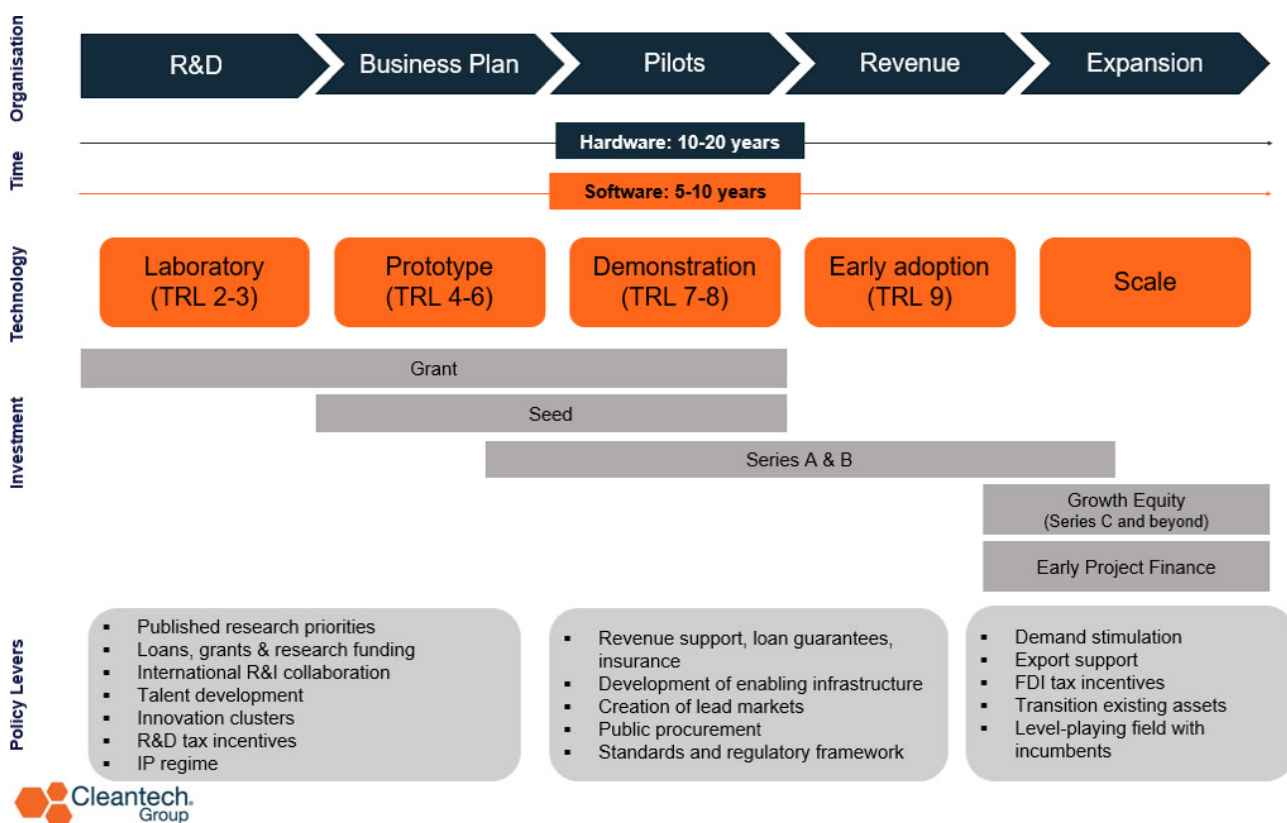 Organisation
R&D
Business Plan
Pilots
Revenue
Expansion
Time
Hardware: 10-20 years
Software: 5-10 years
Technology
Laboratory
(TRL 2-3)
Prototype
(TRL 4-6)
Demonstration
(TRL 7-8)
Early adoption
(TRL 9)
Scale
Investment
Grant
Seed
Series A & B
Growth Equity
(Series C and beyond)
Early Project Finance
Policy Levers
▪ Published research priorities
▪ Loans, grants & research funding
▪ International R&I collaboration
▪ Talent development
▪ Innovation clusters
▪ R&D tax incentives
▪ IP regime
▪ Revenue support, loan guarantees,
insurance
▪ Development of enabling infrastructure
▪ Creation of lead markets
▪ Public procurement
▪ Standards and regulatory framework
▪ Demand stimulation
▪ Export support
▪ FDI tax incentives
▪ Transition existing assets
▪ Level-playing field with
incumbents
Cleantech®
Group